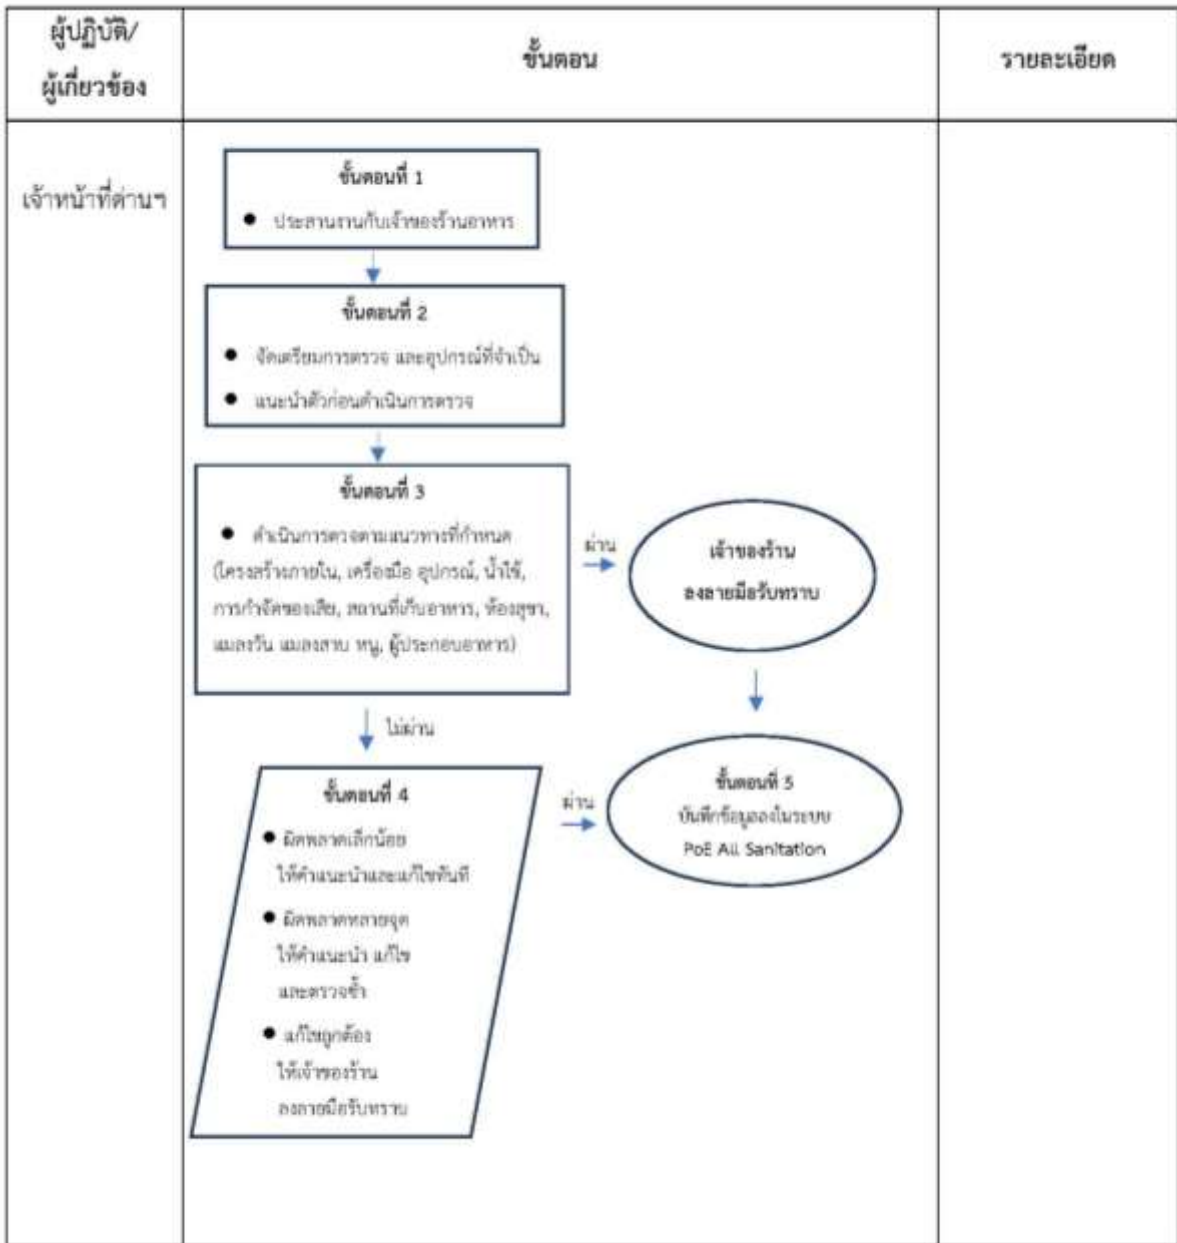 ผู้ปฏิบัติ/
ผู้เกี่ยวข้อง
ขั้นตอน
รายละเอียด
เจ้าหน้าที่ด่านฯ
ขั้นตอนที่ 1
● ประสานงานกับเจ้าของร้านอาหาร
ขั้นตอนที่ 2
● จัดเตรียมการตรวจ และอุปกรณ์ที่จำเป็น
● แนะนำตัวก่อนดำเนินการตรวจ
ขั้นตอนที่ 3
● ดำเนินการตรวจตามแนวทางที่กำหนด
(โครงสร้างภายใน, เครื่องมือ อุปกรณ์, น้ำใช้,
การกำจัดของเสีย, สถานที่เก็บอาหาร, ห้องสุขา,
แมลงวัน แมลงสาบ หนู, ผู้ประกอบอาหาร)
ผ่าน
เจ้าของร้าน
ลงลายมือรับทราบ
ไม่ผ่าน
ขั้นตอนที่ 4
● ผิดพลาดเล็กน้อย
ให้คำแนะนำและแก้ไขทันที
● ผิดพลาดหลายจุด
ให้คำแนะนำ แก้ไข
และตรวจซ้ำ
● แก้ไขถูกต้อง
ให้เจ้าของร้าน
ลงลายมือรับทราบ
ผ่าน
ขั้นตอนที่ 5
บันทึกข้อมูลลงในระบบ
PoE All Sanitation